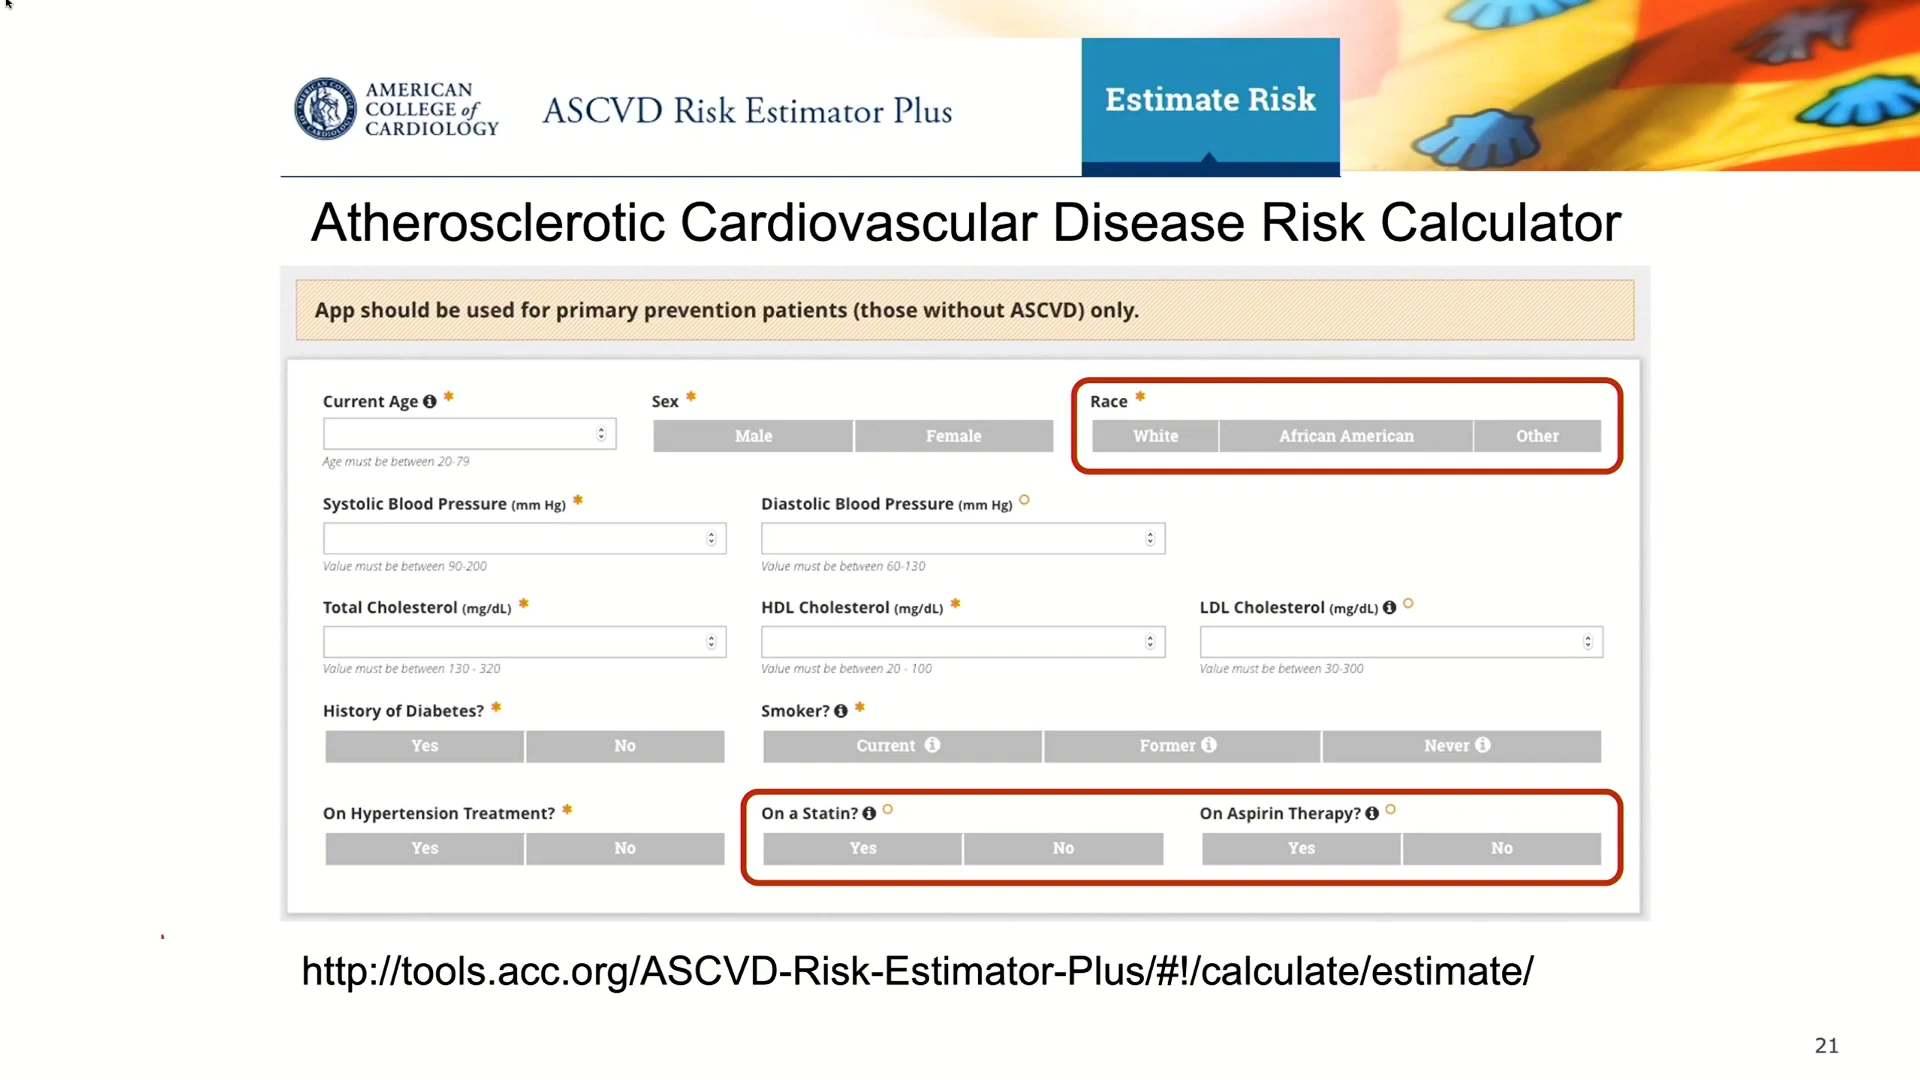 AMERICAN
COLLEGE of
CARDIOLOGY
ASCVD Risk Estimator Plus
Estimate Risk
Atherosclerotic Cardiovascular Disease Risk Calculator
App should be used for primary prevention patients (those without ASCVD) only.
Current Age *
Sex *
Race *
Male
Female
White
African American
Other
Age must be between 20-79
Systolic Blood Pressure (mm Hg) *
Diastolic Blood Pressure (mm Hg)
Value must be between 90-200
Value must be between 60-130
Total Cholesterol (mg/dL) *
HDL Cholesterol (mg/dL) *
LDL Cholesterol (mg/dL)
Value must be between 130 - 320
Value must be between 20 - 100
Value must be between 30-300
History of Diabetes? *
Smoker? *
Yes
No
Current
Former
Never
On Hypertension Treatment? *
On a Statin?
On Aspirin Therapy?
Yes
No
Yes
No
Yes
No
http://tools.acc.org/ASCVD-Risk-Estimator-Plus/#!/calculate/estimate/
21